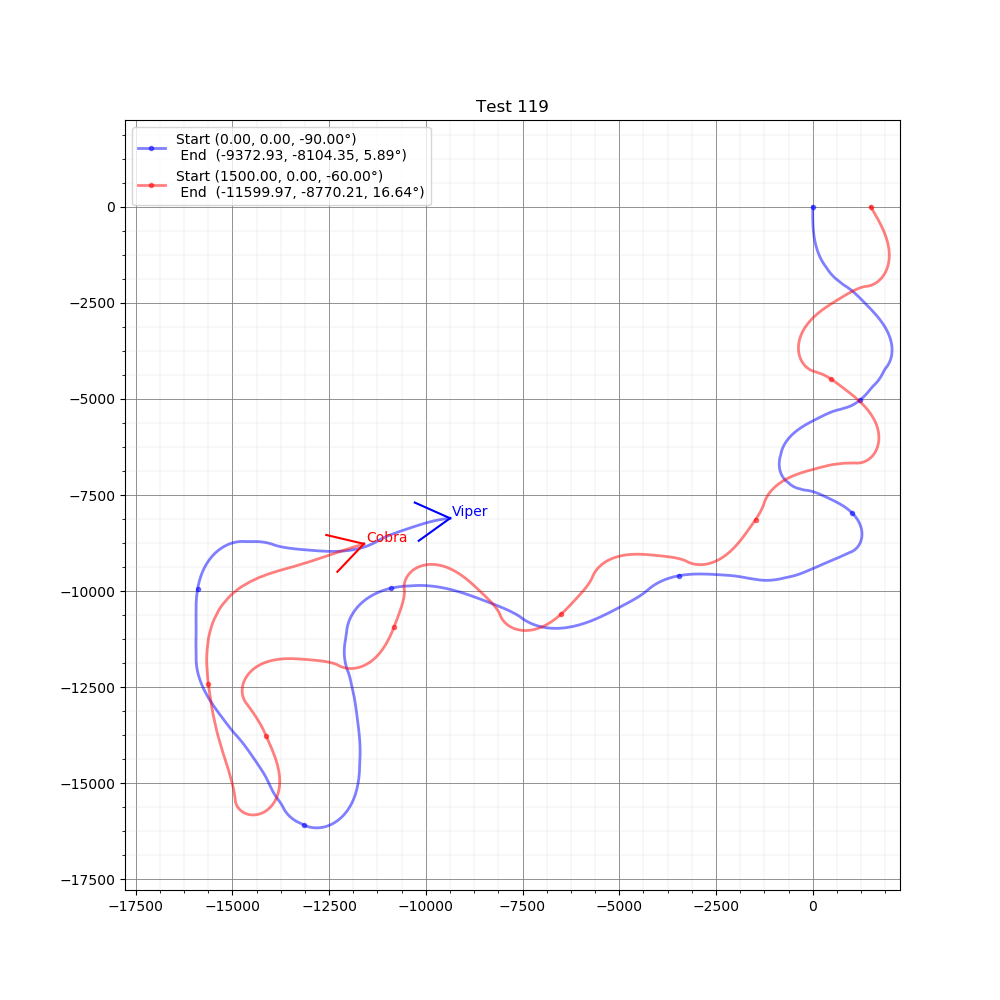 Test 119
Start (0.00, 0.00, -90.00°)
End (-9372.93, -8104.35, 5.89°)
Start (1500.00, 0.00, -60.00°)
End (-11599.97, -8770.21, 16.64°)
0
−2500
−5000
−7500
−10000
−12500
−15000
−17500
Viper
Cobra
−17500 −15000 −12500 −10000 −7500 −5000 −2500 0